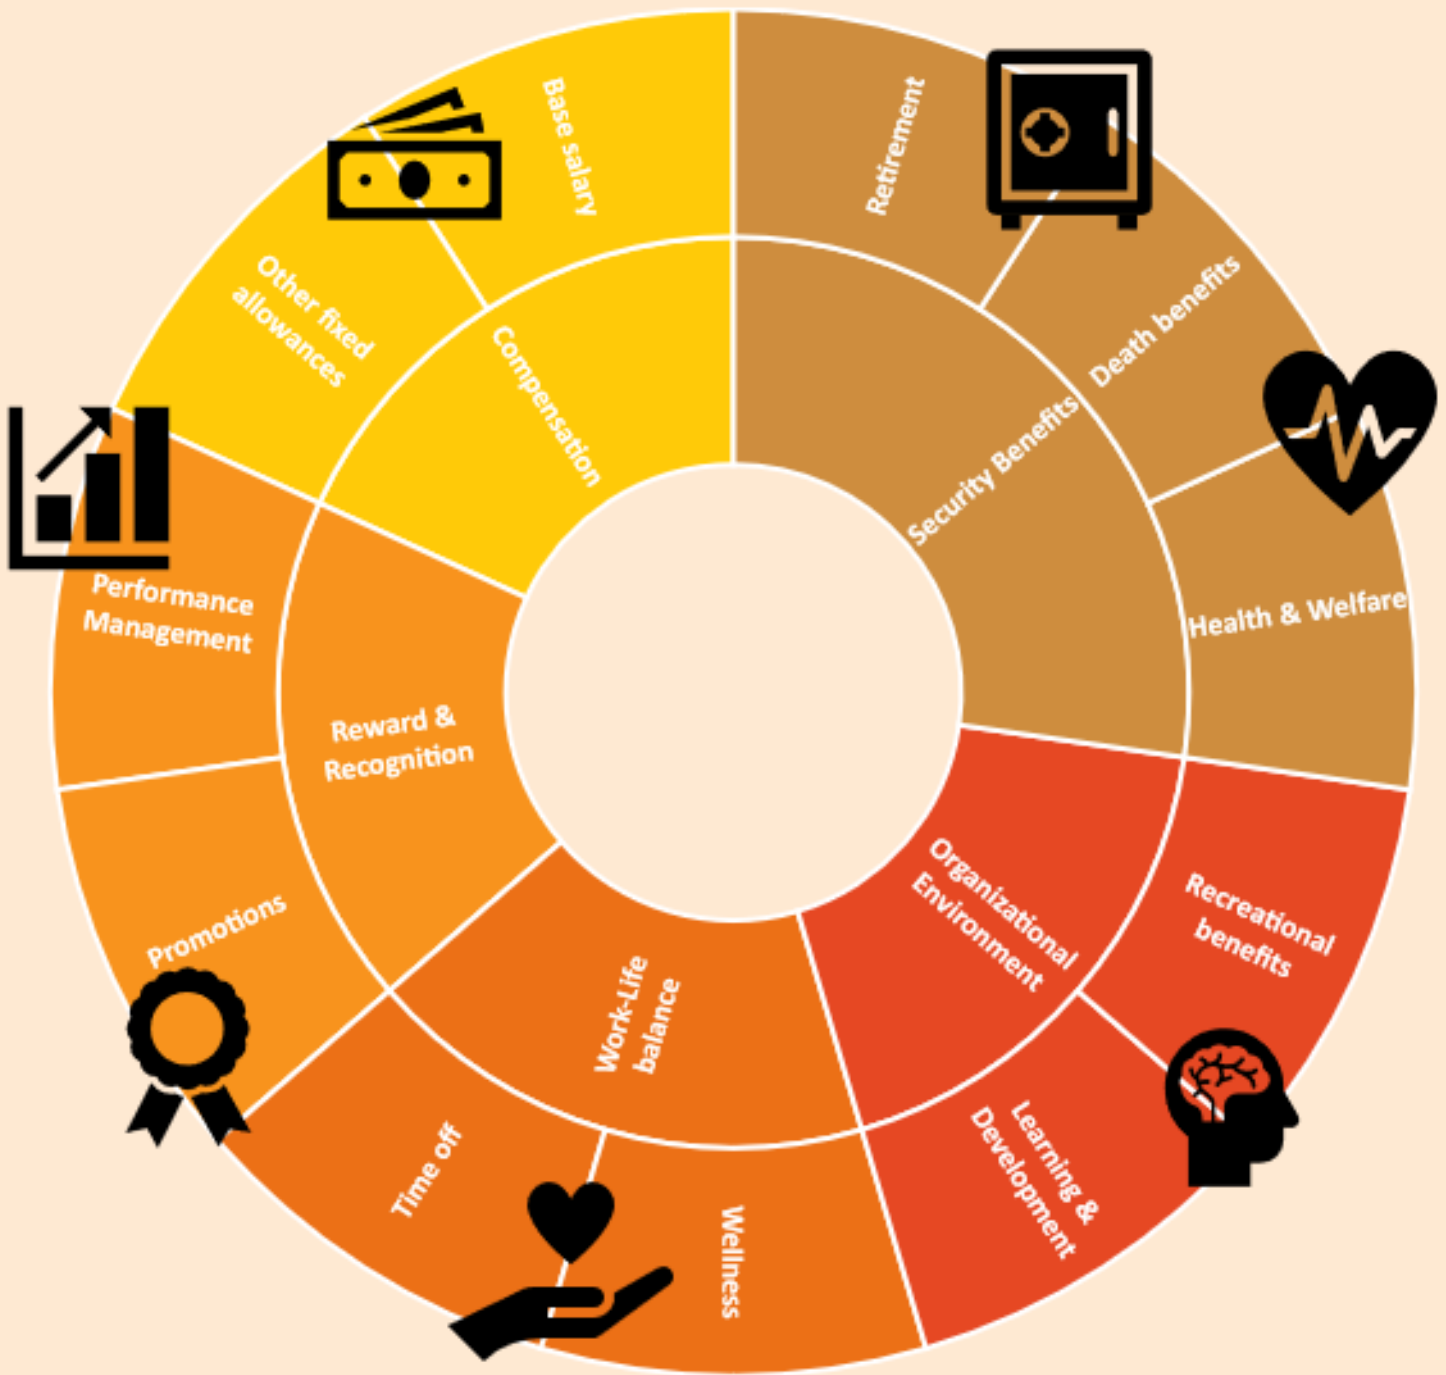 Base salary
Retirement
Other fixed
allowances
Compensation
Death benefits
Security Benefits
Performance
Management
Health & Welfare
Reward &
Recognition
Organizational
Environment
Recreational
benefits
Promotions
Work-Life
balance
Time off
Wellness
Learning &
Development